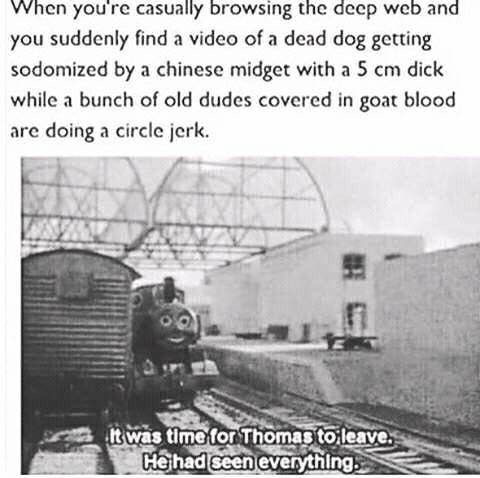 When you're casually browsing the deep web and
you suddenly find a video of a dead dog getting
sodomized by a chinese midget with a 5 cm dick
while a bunch of old dudes covered in goat blood
are doing a circle jerk.
It was time for Thomas to leave.
He had seen everything.